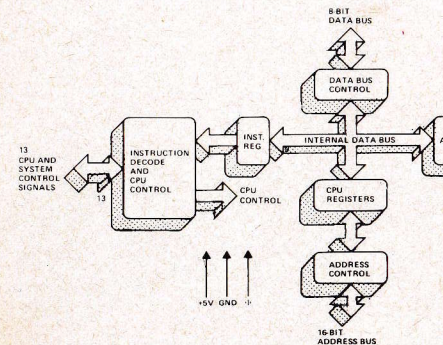 8-BIT
DATA BUS
DATA BUS
CONTROL
13
CPU AND
SYSTEM
CONTROL
SIGNALS
13
INSTRUCTION
DECODE
AND
CPU
CONTROL
INST.
REG
INTERNAL DATA BUS
CPU
CONTROL
CPU
REGISTERS
ADDRESS
CONTROL
+5V GND
16-BIT
ADDRESS BUS